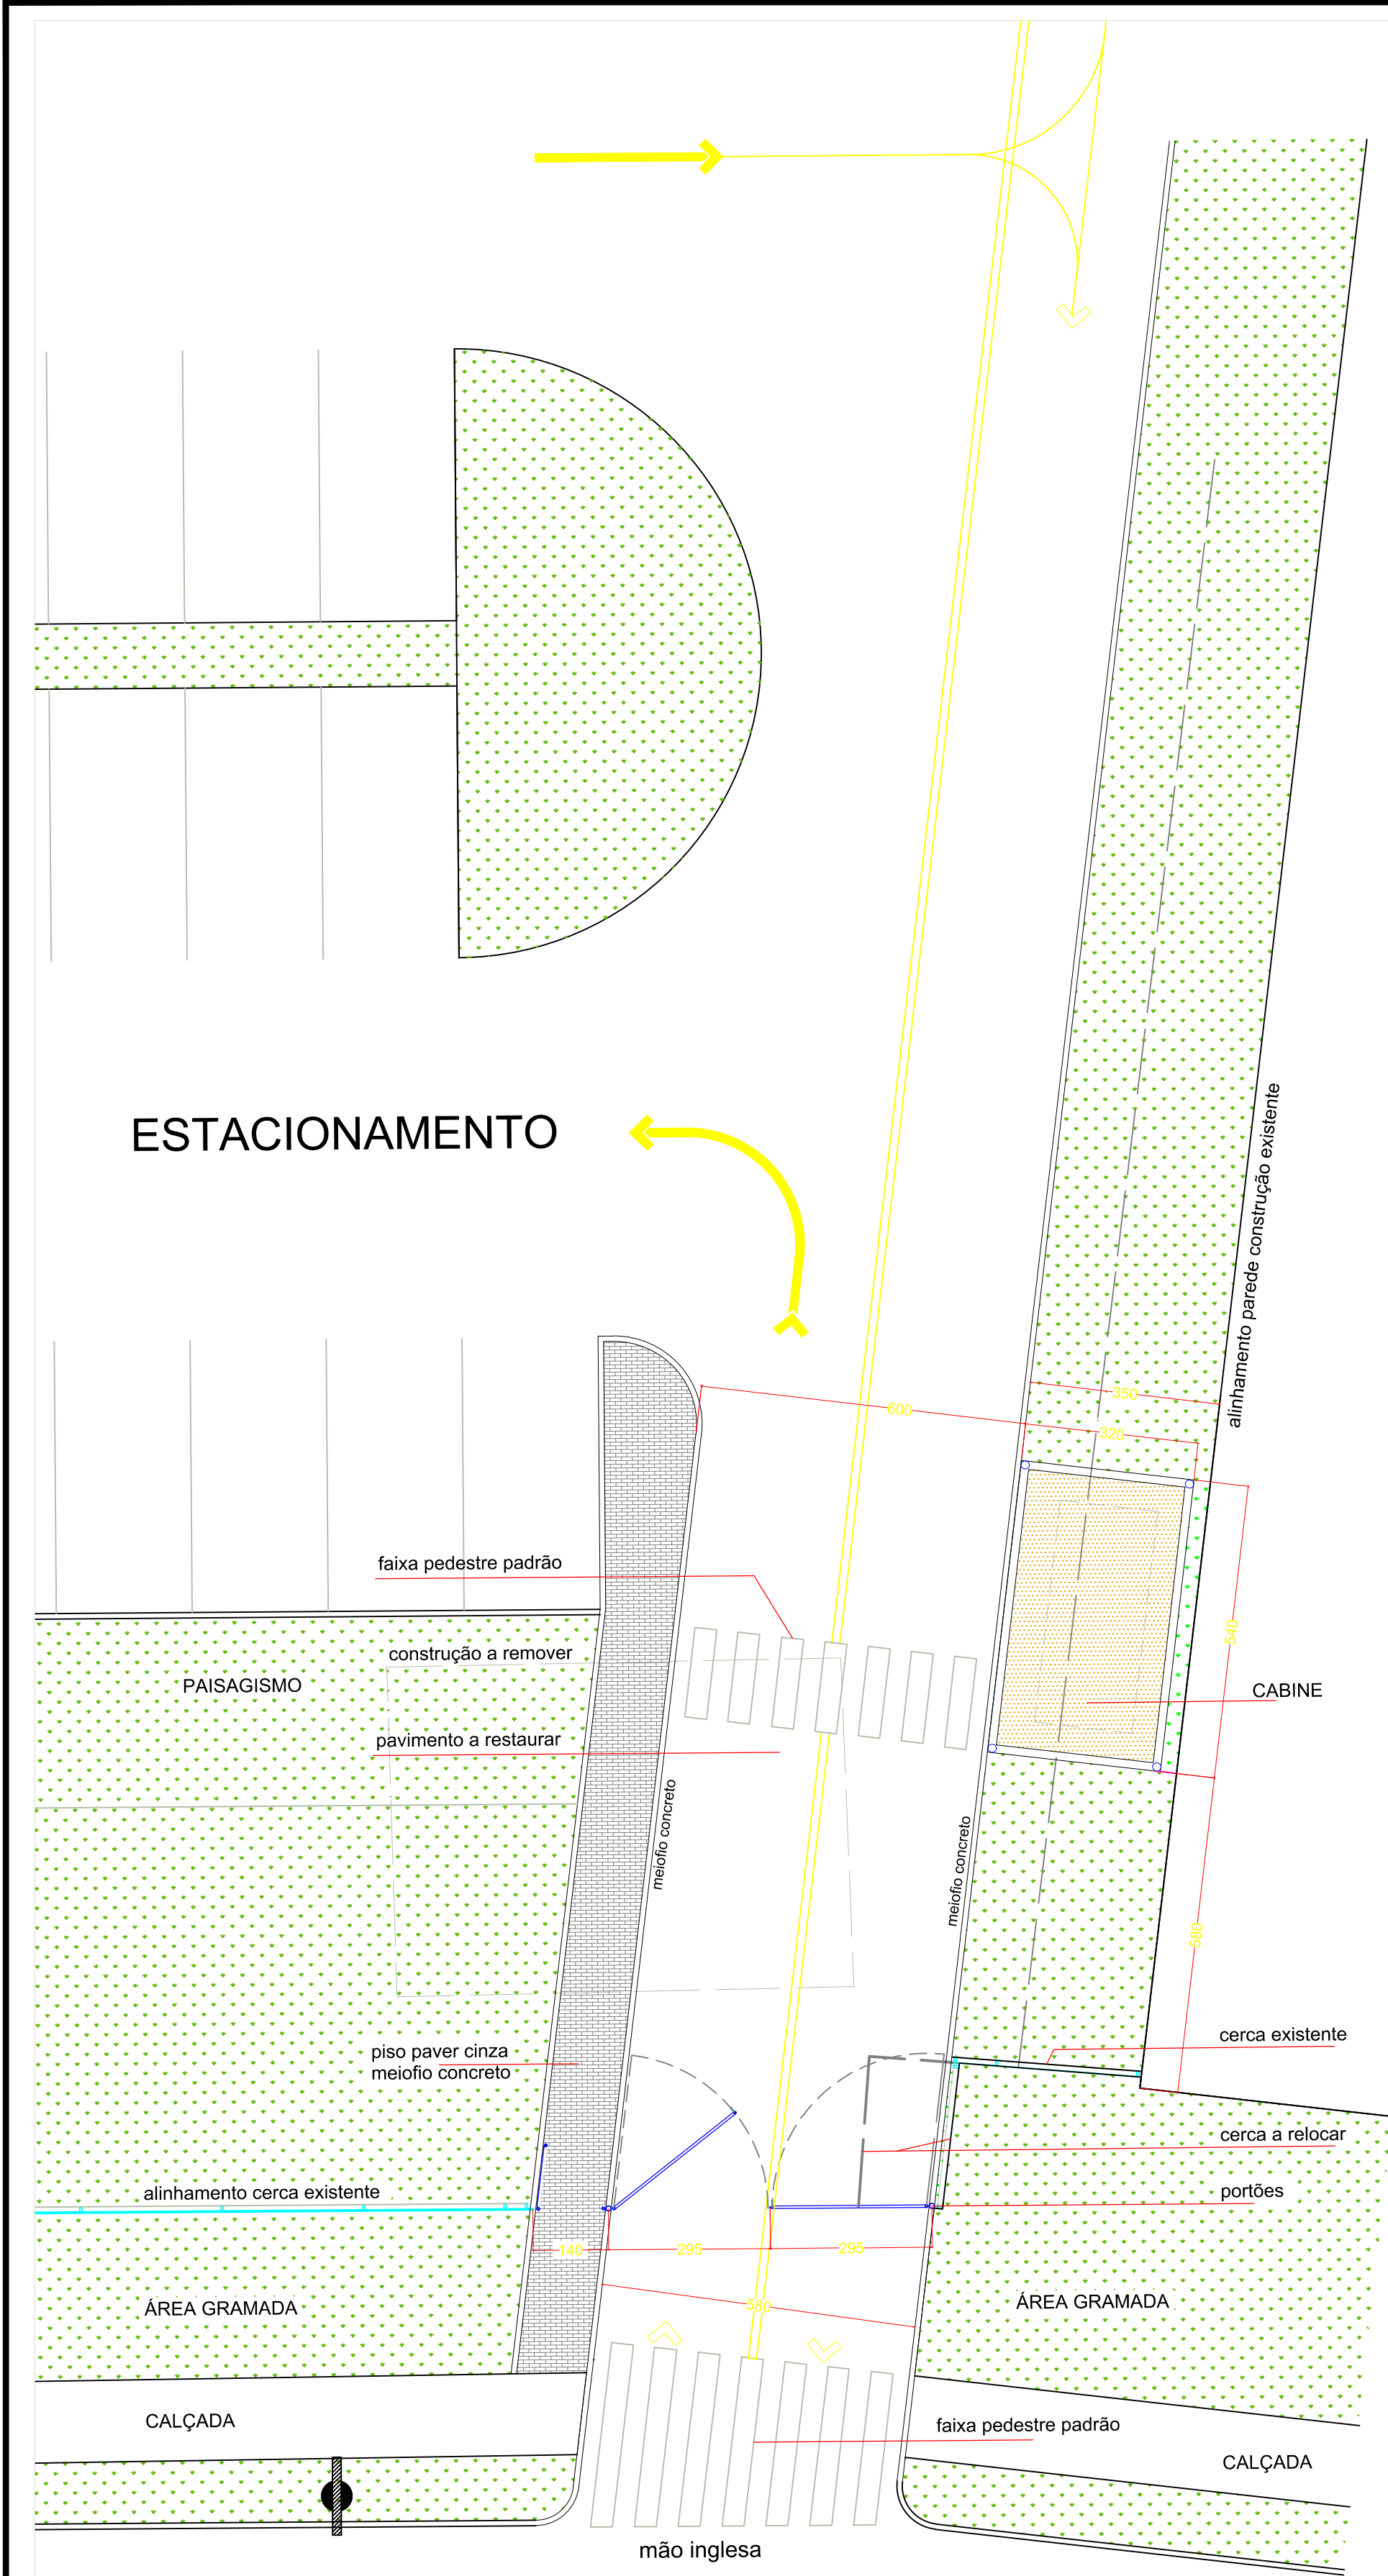 ESTACIONAMENTO
alinhamento parede construção existente
350
600
320
faixa pedestre padrão
540
construção a remover
PAISAGISMO
CABINE
pavimento a restaurar
meiofio concreto
meiofio concreto
580
cerca existente
piso paver cinza
meiofio concreto
cerca a relocar
alinhamento cerca existente
portões
140
295
295
580
ÁREA GRAMADA
ÁREA GRAMADA
CALÇADA
faixa pedestre padrão
CALÇADA
mão inglesa